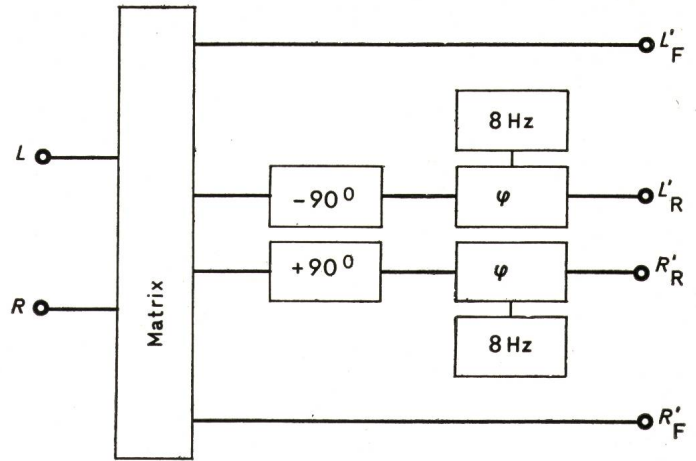 L'F
8 Hz
L
-90° φ L'R
+90° φ R'R
R
Matrix
8 Hz
R'F